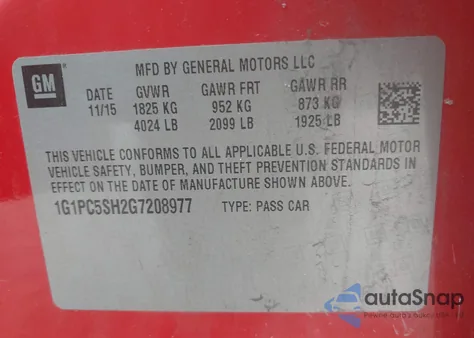 GM
MFD BY GENERAL MOTORS LLC
DATE GVWR GAWR FRT GAWR RR
11/15 1825 KG 952 KG 873 KG
4024 LB 2099 LB 1925 LB
THIS VEHICLE CONFORMS TO ALL APPLICABLE U.S. FEDERAL MOTOR
VEHICLE SAFETY, BUMPER, AND THEFT PREVENTION STANDARDS IN
EFFECT ON THE DATE OF MANUFACTURE SHOWN ABOVE.
1G1PC5SH2G7208977 TYPE: PASS CAR
autoSnap